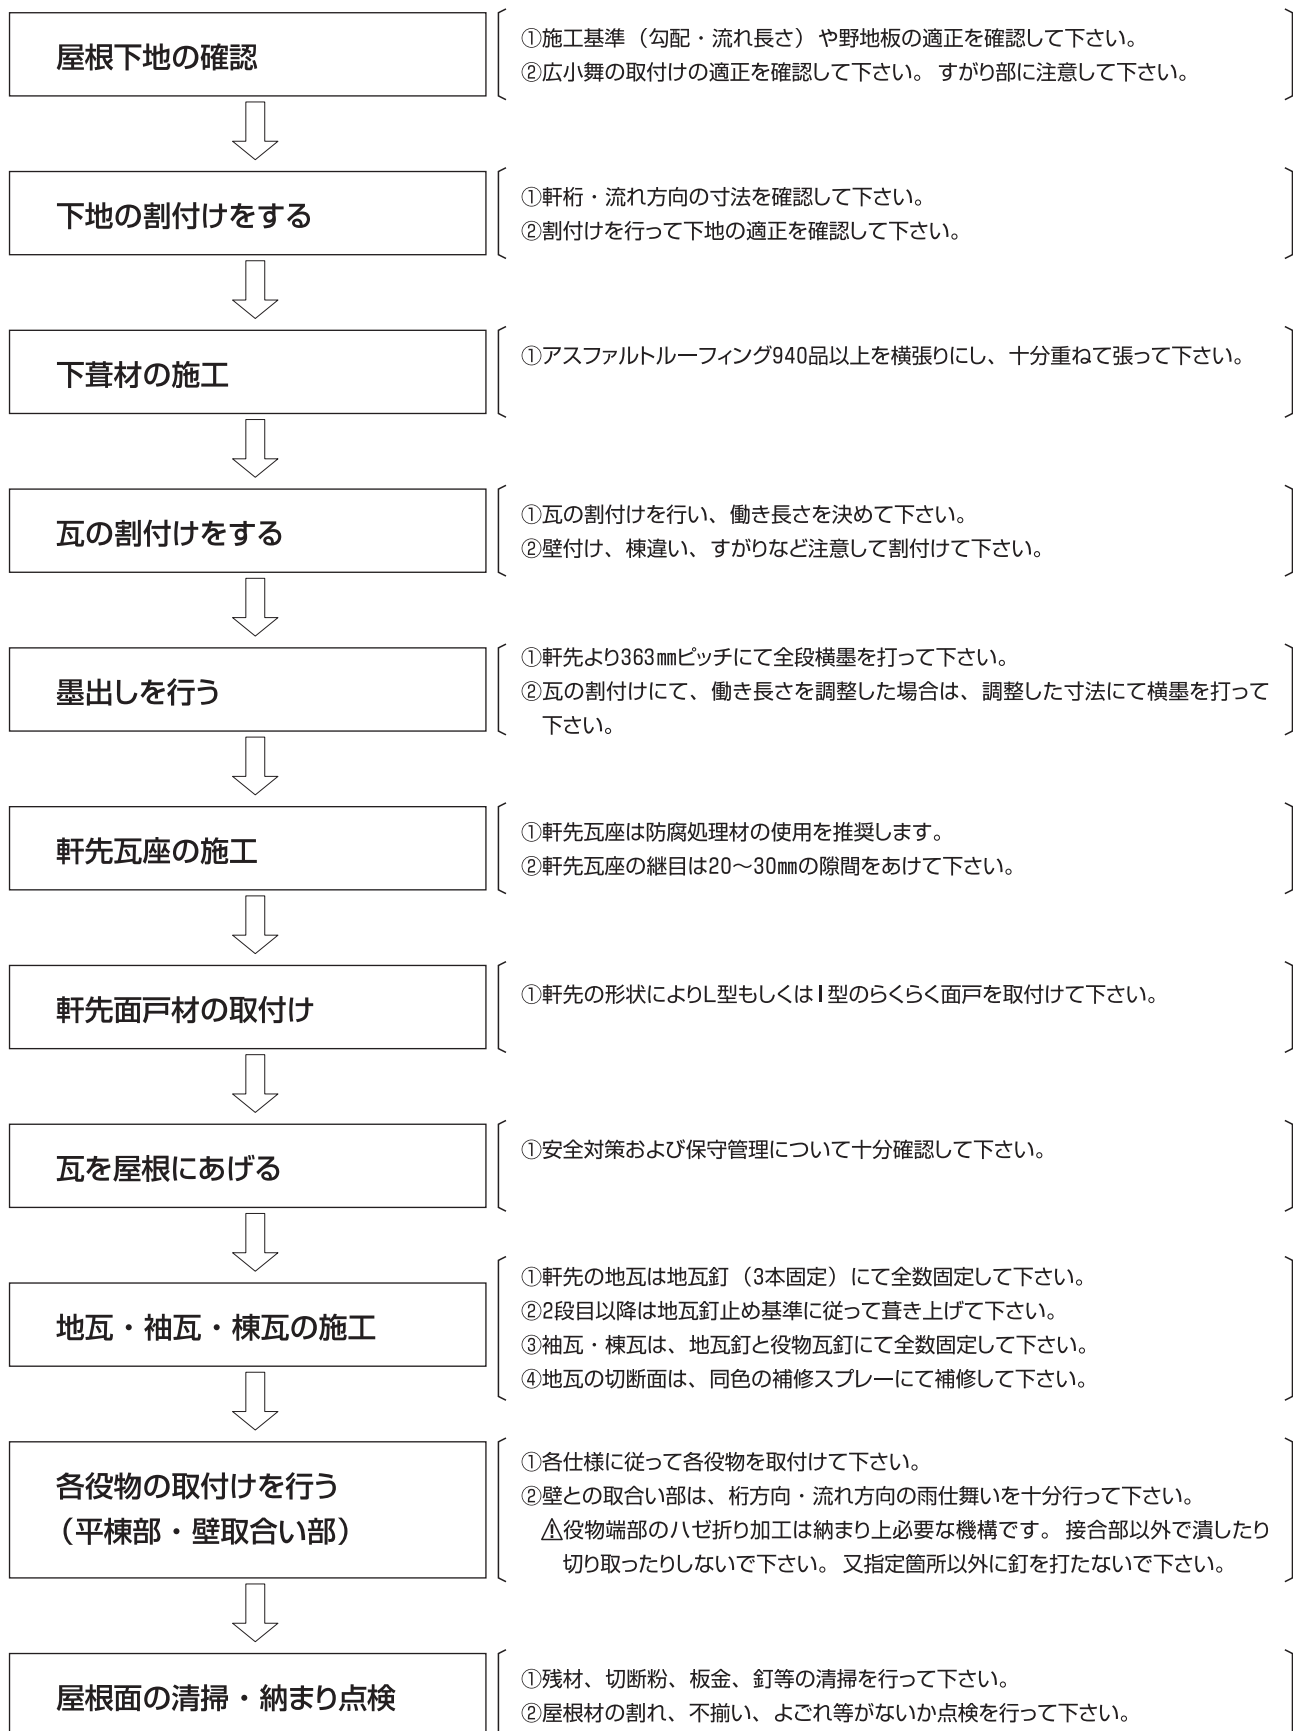 屋根下地の確認
①施工基準（勾配・流れ長さ）や野地板の適正を確認して下さい。
②広小舞の取付けの適正を確認して下さい。すがり部に注意して下さい。
下地の割付けをする
①軒桁・流れ方向の寸法を確認して下さい。
②割付けを行って下地の適正を確認して下さい。
下葺材の施工
①アスファルトルーフィング940品以上を横張りにし、十分重ねて張って下さい。
瓦の割付けをする
①瓦の割付けを行い、働き長さを決めて下さい。
②壁付け、棟違い、すがりなど注意して割付けて下さい。
墨出しを行う
①軒先より363㎜ピッチにて全段横墨を打って下さい。
②瓦の割付けにて、働き長さを調整した場合は、調整した寸法にて横墨を打って
下さい。
軒先瓦座の施工
①軒先瓦座は防腐処理材の使用を推奨します。
②軒先瓦座の継目は20～30㎜の隙間をあけて下さい。
軒先面戸材の取付け
①軒先の形状によりL型もしくはI型のらくらく面戸を取付けて下さい。
瓦を屋根にあげる
①安全対策および保守管理について十分確認して下さい。
地瓦・袖瓦・棟瓦の施工
①軒先の地瓦は地瓦釘（3本固定）にて全数固定して下さい。
②2段目以降は地瓦釘止め基準に従って葺き上げて下さい。
③袖瓦・棟瓦は、地瓦釘と役物瓦釘にて全数固定して下さい。
④地瓦の切断面は、同色の補修スプレーにて補修して下さい。
各役物の取付けを行う
（平棟部・壁取合い部）
①各仕様に従って各役物を取付けて下さい。
②壁との取合い部は、桁方向・流れ方向の雨仕舞いを十分行って下さい。
⚠役物端部のハゼ折り加工は納まり上必要な機構です。接合部以外で潰したり
切り取ったりしないで下さい。又指定箇所以外に釘を打たないで下さい。
屋根面の清掃・納まり点検
①残材、切断粉、板金、釘等の清掃を行って下さい。
②屋根材の割れ、不揃い、よごれ等がないか点検を行って下さい。